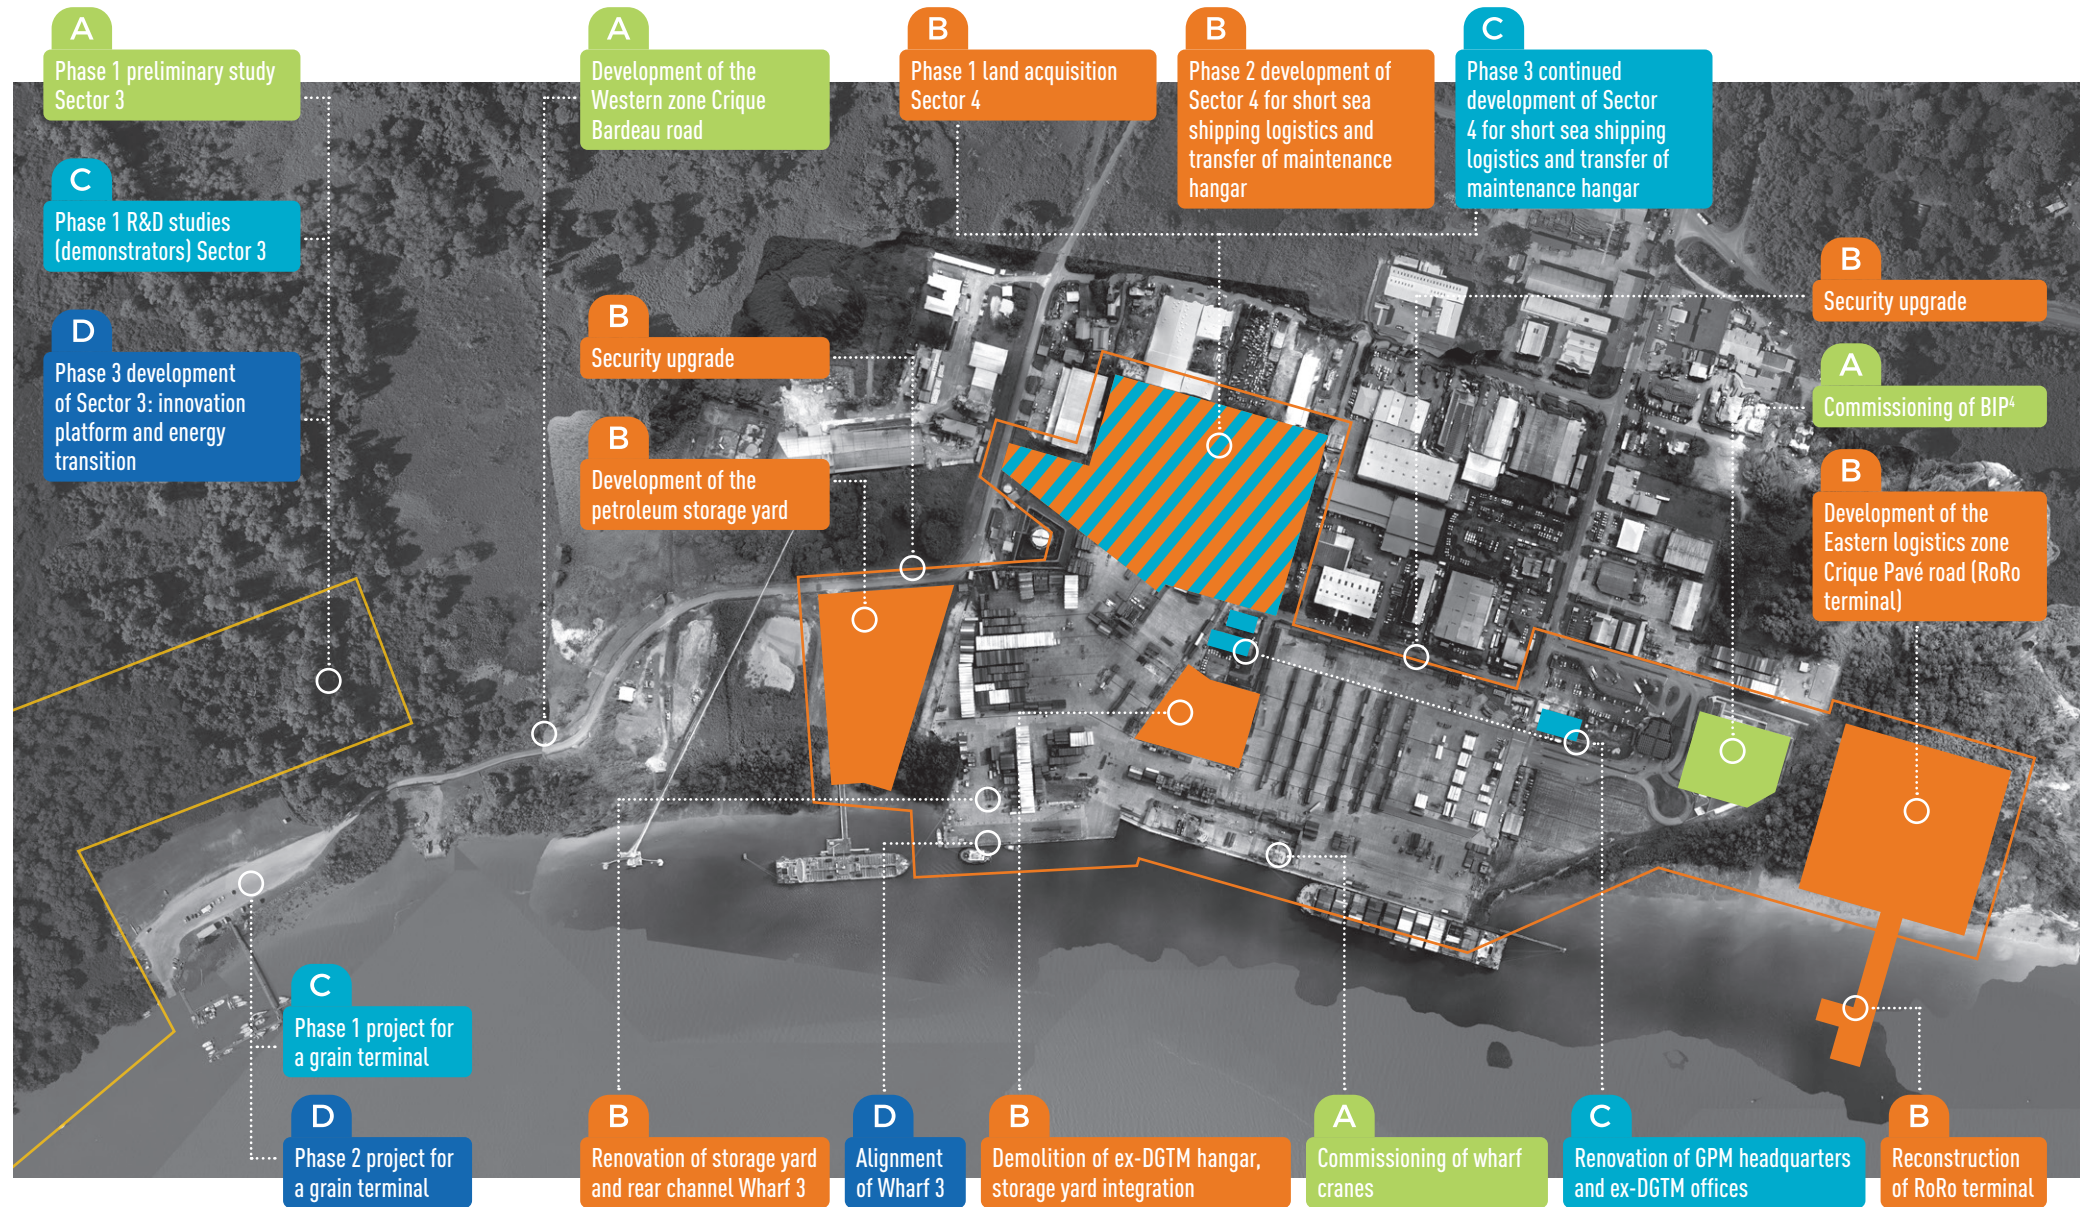 A
Phase 1 preliminary study
Sector 3
A
Development of the
Western zone Crique
Bardeau road
B
Phase 1 land acquisition
Sector 4
B
Phase 2 development of
Sector 4 for short sea
shipping logistics and
transfer of maintenance
hangar
C
Phase 3 continued
development of Sector
4 for short sea shipping
logistics and transfer of
maintenance hangar
C
Phase 1 R&D studies
(demonstrators) Sector 3
B
Security upgrade
D
Phase 3 development
of Sector 3: innovation
platform and energy
transition
B
Security upgrade
A
Commissioning of BIP⁴
B
Development of the
petroleum storage yard
B
Development of the
Eastern logistics zone
Crique Pavé road (RoRo
terminal)
C
Phase 1 project for
a grain terminal
D
Phase 2 project for
a grain terminal
B
Renovation of storage yard
and rear channel Wharf 3
D
Alignment
of Wharf 3
B
Demolition of ex-DGTM hangar,
storage yard integration
A
Commissioning of wharf
cranes
C
Renovation of GPM headquarters
and ex-DGTM offices
B
Reconstruction
of RoRo terminal